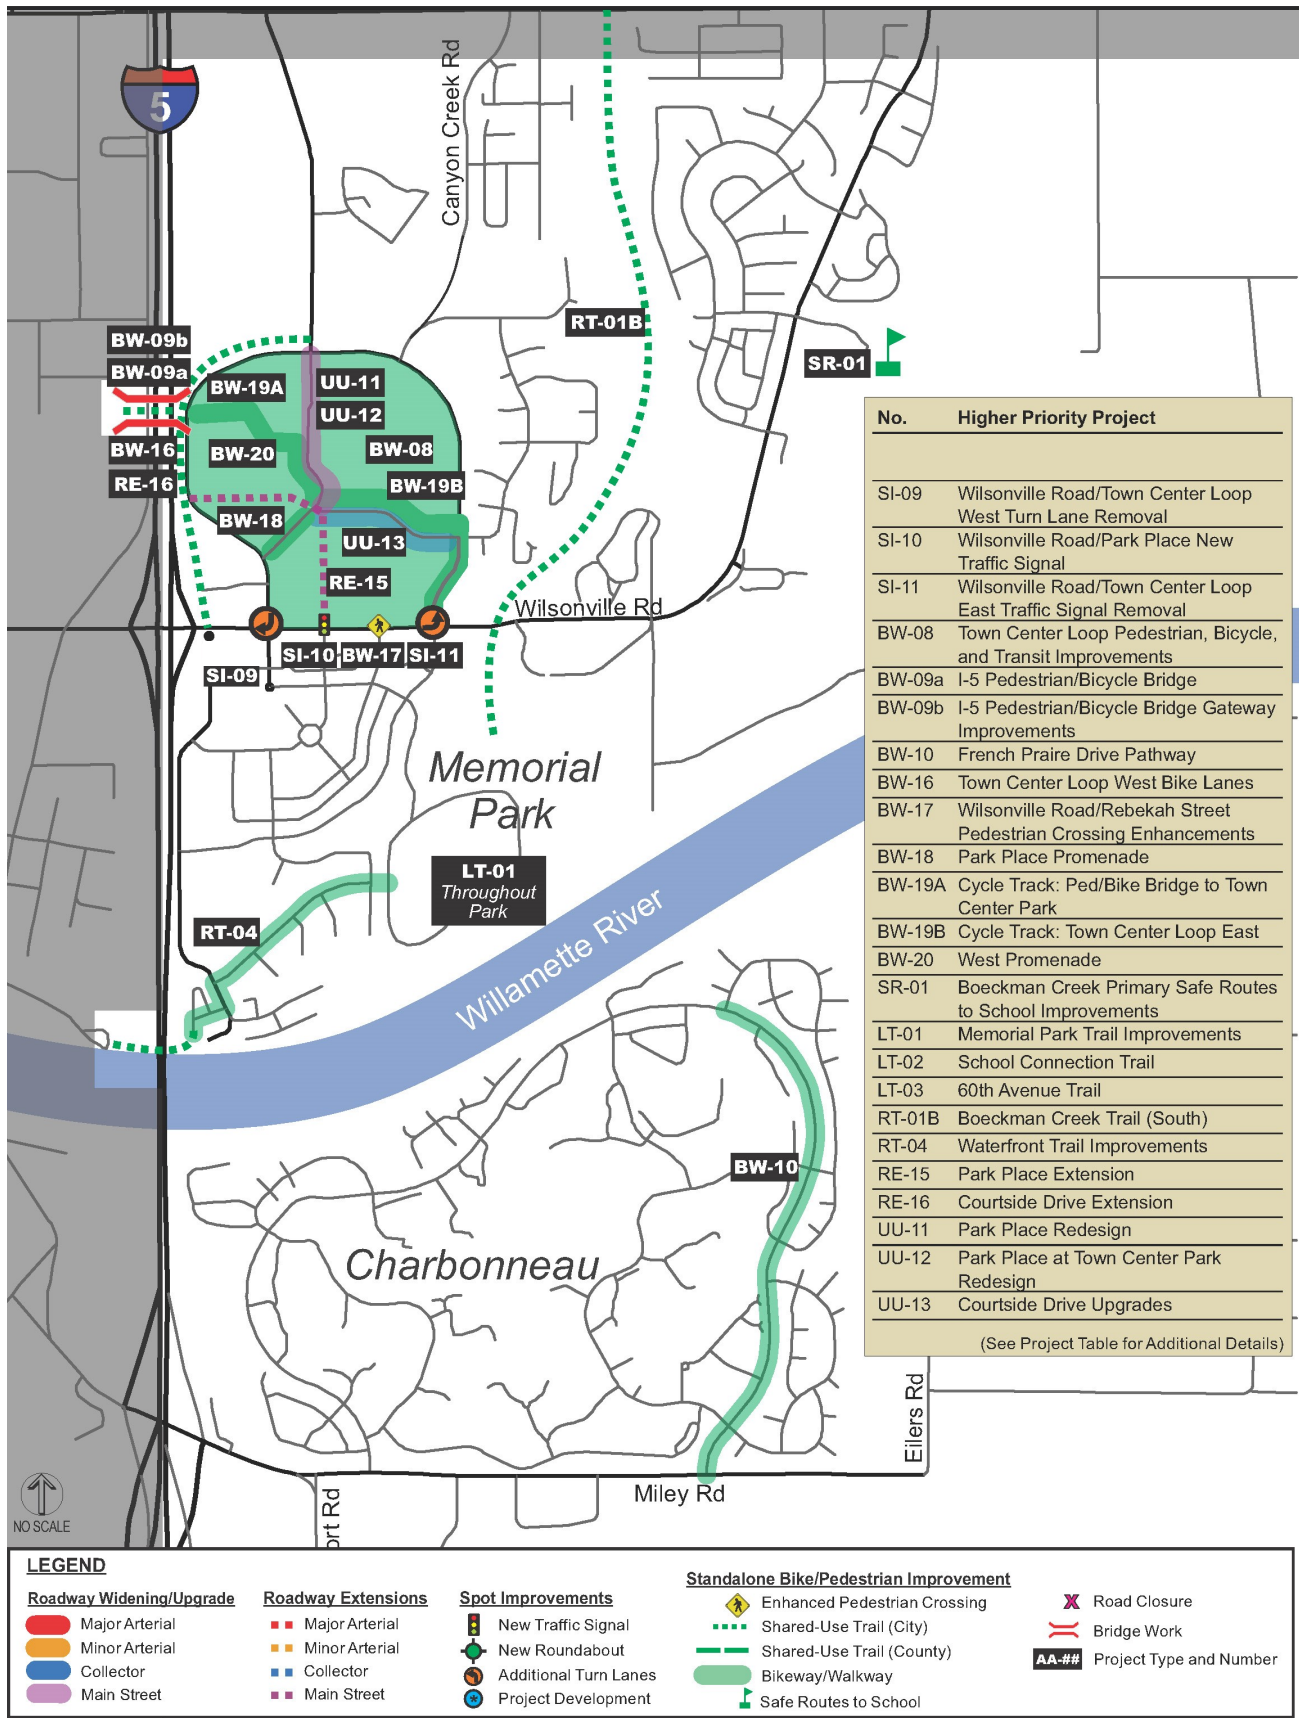 5
Canyon Creek Rd
BW-09b
BW-09a
BW-19A
UU-11
UU-12
RT-01B
SR-01
BW-16
BW-20
BW-08
RE-16
BW-19B
BW-18
UU-13
RE-15
Wilsonville Rd
SI-10
BW-17
SI-11
SI-09
Memorial
Park
LT-01
Throughout
Park
RT-04
Willamette River
BW-10
Charbonneau
Eilers Rd
Miley Rd
ort Rd
NO SCALE
No. Higher Priority Project
SI-09 Wilsonville Road/Town Center Loop
West Turn Lane Removal
SI-10 Wilsonville Road/Park Place New
Traffic Signal
SI-11 Wilsonville Road/Town Center Loop
East Traffic Signal Removal
BW-08 Town Center Loop Pedestrian, Bicycle,
and Transit Improvements
BW-09a I-5 Pedestrian/Bicycle Bridge
BW-09b I-5 Pedestrian/Bicycle Bridge Gateway
Improvements
BW-10 French Praire Drive Pathway
BW-16 Town Center Loop West Bike Lanes
BW-17 Wilsonville Road/Rebekah Street
Pedestrian Crossing Enhancements
BW-18 Park Place Promenade
BW-19A Cycle Track: Ped/Bike Bridge to Town
Center Park
BW-19B Cycle Track: Town Center Loop East
BW-20 West Promenade
SR-01 Boeckman Creek Primary Safe Routes
to School Improvements
LT-01 Memorial Park Trail Improvements
LT-02 School Connection Trail
LT-03 60th Avenue Trail
RT-01B Boeckman Creek Trail (South)
RT-04 Waterfront Trail Improvements
RE-15 Park Place Extension
RE-16 Courtside Drive Extension
UU-11 Park Place Redesign
UU-12 Park Place at Town Center Park
Redesign
UU-13 Courtside Drive Upgrades
(See Project Table for Additional Details)
LEGEND
Roadway Widening/Upgrade
Major Arterial
Minor Arterial
Collector
Main Street
Roadway Extensions
Major Arterial
Minor Arterial
Collector
Main Street
Spot Improvements
New Traffic Signal
New Roundabout
Additional Turn Lanes
Project Development
Standalone Bike/Pedestrian Improvement
Enhanced Pedestrian Crossing
Shared-Use Trail (City)
Shared-Use Trail (County)
Bikeway/Walkway
Safe Routes to School
X Road Closure
Bridge Work
AA-## Project Type and Number